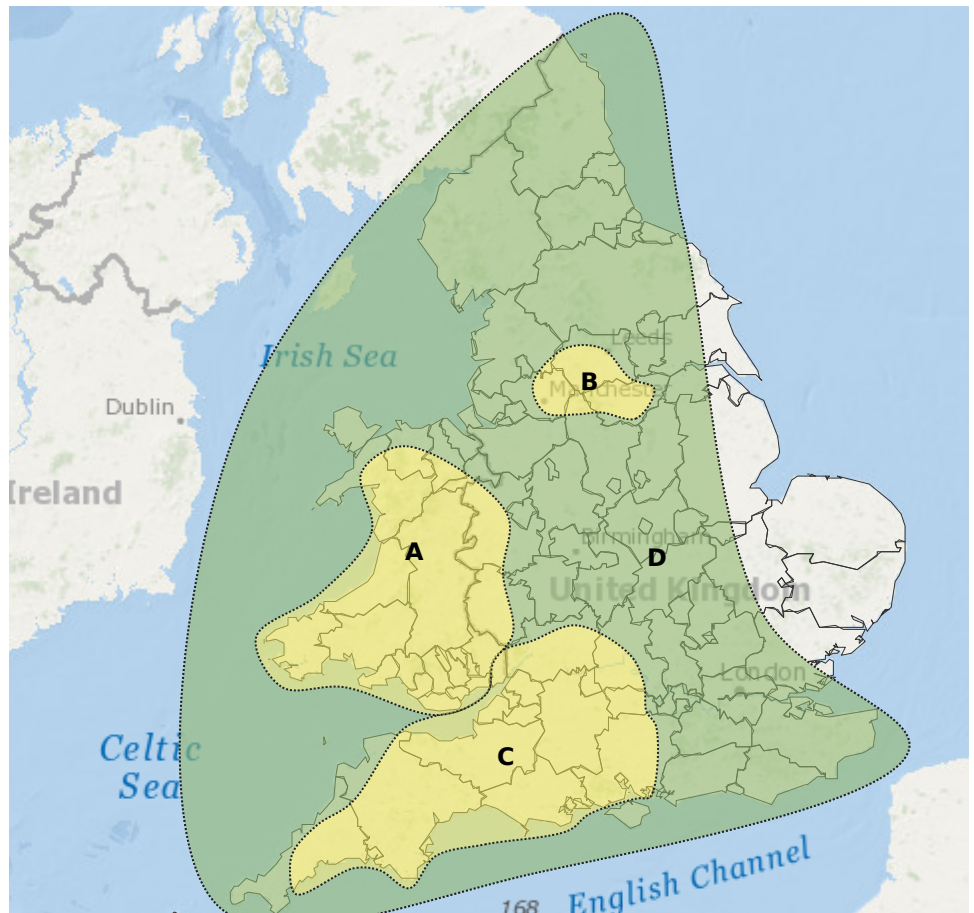 Leeds
Irish Sea
B
Manchester
Dublin
Ireland
Birmingham
A
D
United Kingdom
London
Celtic
Sea
C
English Channel
168